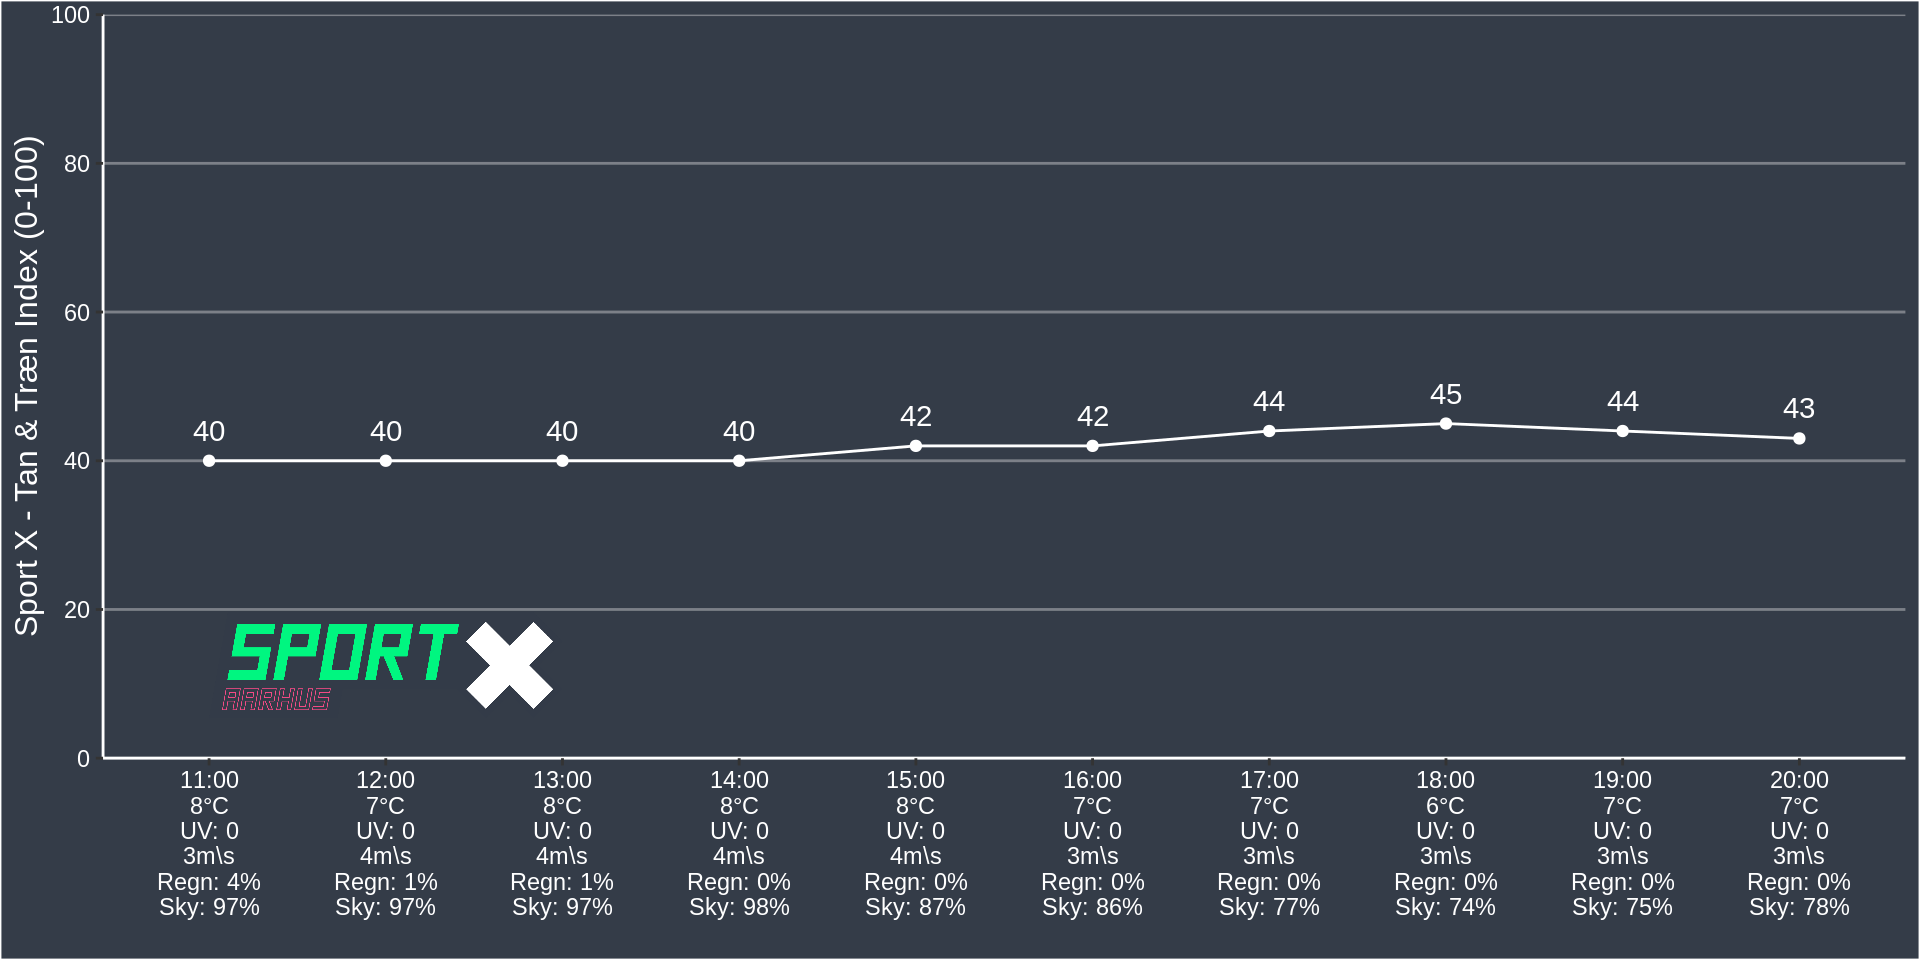 Sport X - Tan & Træn Index (0-100)
100
80
60
40
20
0
40 40 40 40 42 42 44 45 44 43
SPORT X
AARHUS
11:00 12:00 13:00 14:00 15:00 16:00 17:00 18:00 19:00 20:00
8°C 7°C 8°C 8°C 8°C 7°C 7°C 6°C 7°C 7°C
UV: 0 UV: 0 UV: 0 UV: 0 UV: 0 UV: 0 UV: 0 UV: 0 UV: 0 UV: 0
3m\s 4m\s 4m\s 4m\s 4m\s 3m\s 3m\s 3m\s 3m\s 3m\s
Regn: 4% Regn: 1% Regn: 1% Regn: 0% Regn: 0% Regn: 0% Regn: 0% Regn: 0% Regn: 0% Regn: 0%
Sky: 97% Sky: 97% Sky: 97% Sky: 98% Sky: 87% Sky: 86% Sky: 77% Sky: 74% Sky: 75% Sky: 78%